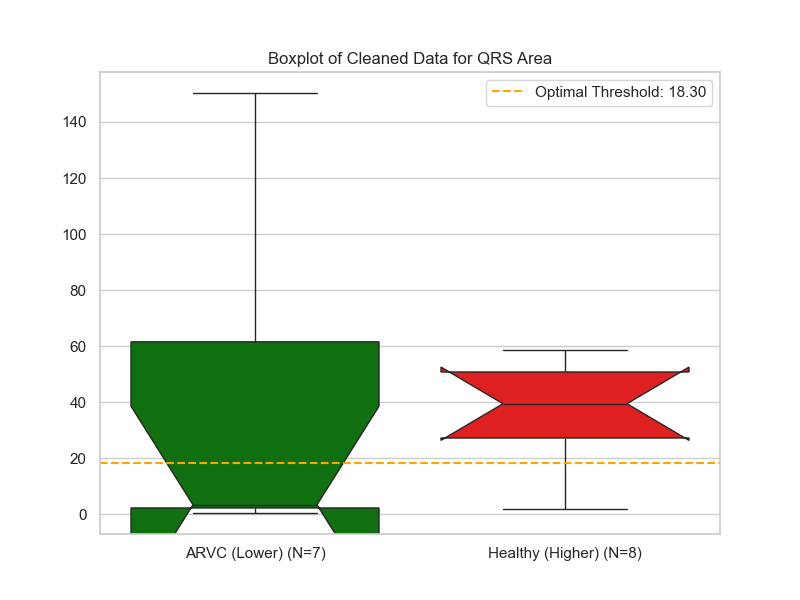 Boxplot of Cleaned Data for QRS Area
Optimal Threshold: 18.30
140
120
100
80
60
40
20
0
ARVC (Lower) (N=7)
Healthy (Higher) (N=8)